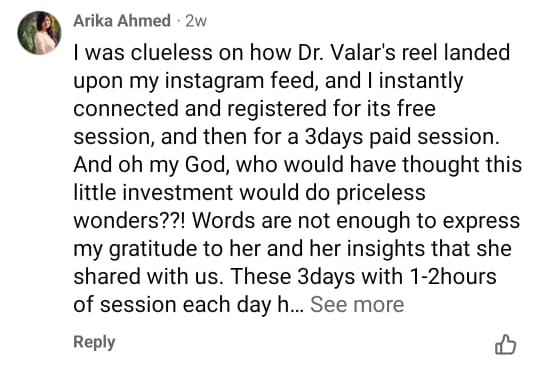 Arika Ahmed · 2w
I was clueless on how Dr. Valar's reel landed
upon my instagram feed, and I instantly
connected and registered for its free
session, and then for a 3days paid session.
And oh my God, who would have thought this
little investment would do priceless
wonders??! Words are not enough to express
my gratitude to her and her insights that she
shared with us. These 3days with 1-2hours
of session each day h... See more
Reply